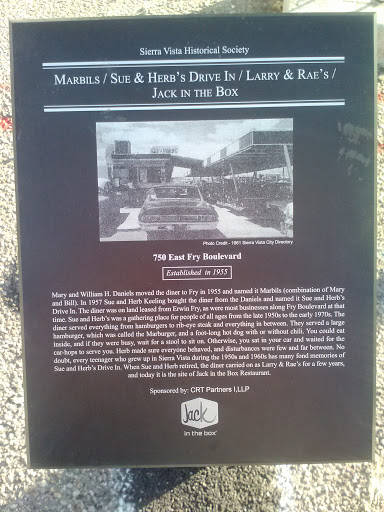 Sierra Vista Historical Society
MARBILS / SUE & HERB'S DRIVE IN / LARRY & RAE'S /
JACK IN THE BOX
Photo Credit - 1961 Sierra Vista City Directory
750 East Fry Boulevard
Established in 1955
Mary and William H. Daniels moved the diner to Fry in 1955 and named it Marbils (combination of Mary
and Bill). In 1957 Sue and Herb Keeling bought the diner from the Daniels and named it Sue and Herb's
Drive In. The diner was on land leased from Erwin Fry, as were most businesses along Fry Boulevard at that
time. Sue and Herb's was a gathering place for people of all ages from the late 1950s to the early 1970s. The
diner served everything from hamburgers to rib-eye steak and everything in between. They served a large
hamburger, which was called the Marburger, and a foot-long hot dog with or without chili. You could eat
inside, and if they were busy, wait for a stool to sit on. Otherwise, you sat in your car and waited for the
car-hops to serve you. Herb made sure everyone behaved, and disturbances were few and far between. No
doubt, every teenager who grew up in Sierra Vista during the 1950s and 1960s has many fond memories of
Sue and Herb's Drive In. When Sue and Herb retired, the diner carried on as Larry & Rae's for a few years,
and today it is the site of Jack in the Box Restaurant.
Sponsored by: CRT Partners I,LLP
Jack
in the box